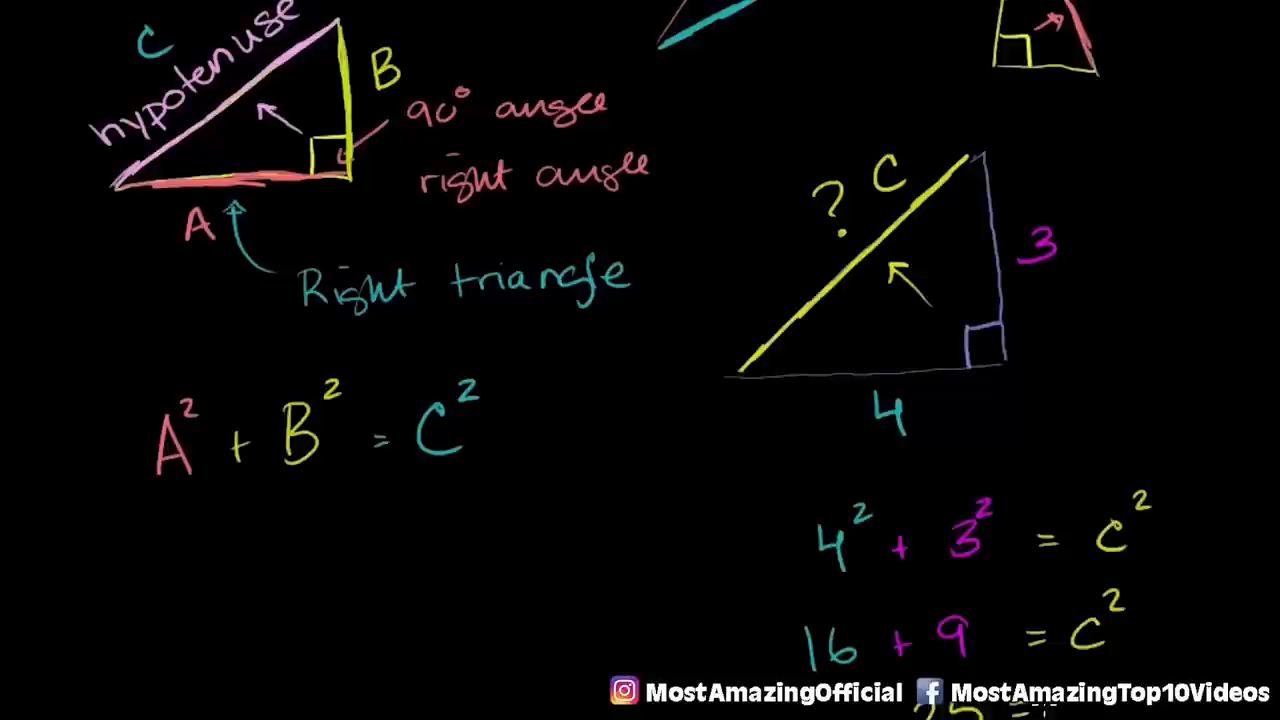 C
hypotenuse
B
90° angle
right angle
A
Right triangle
A² + B² = C²
? C
3
4
4² + 3² = C²
16 + 9 = C²
25 =
MostAmazingOfficial MostAmazingTop10Videos